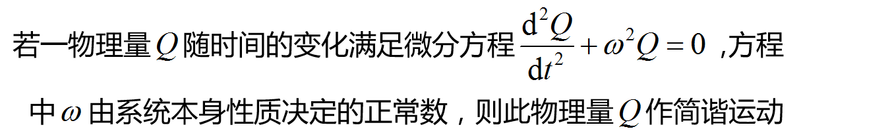 若一物理量Q随时间的变化满足微分方程 d²Q/dt² + ω²Q = 0 ,方程
中ω由系统本身性质决定的正常数，则此物理量Q作简谐运动